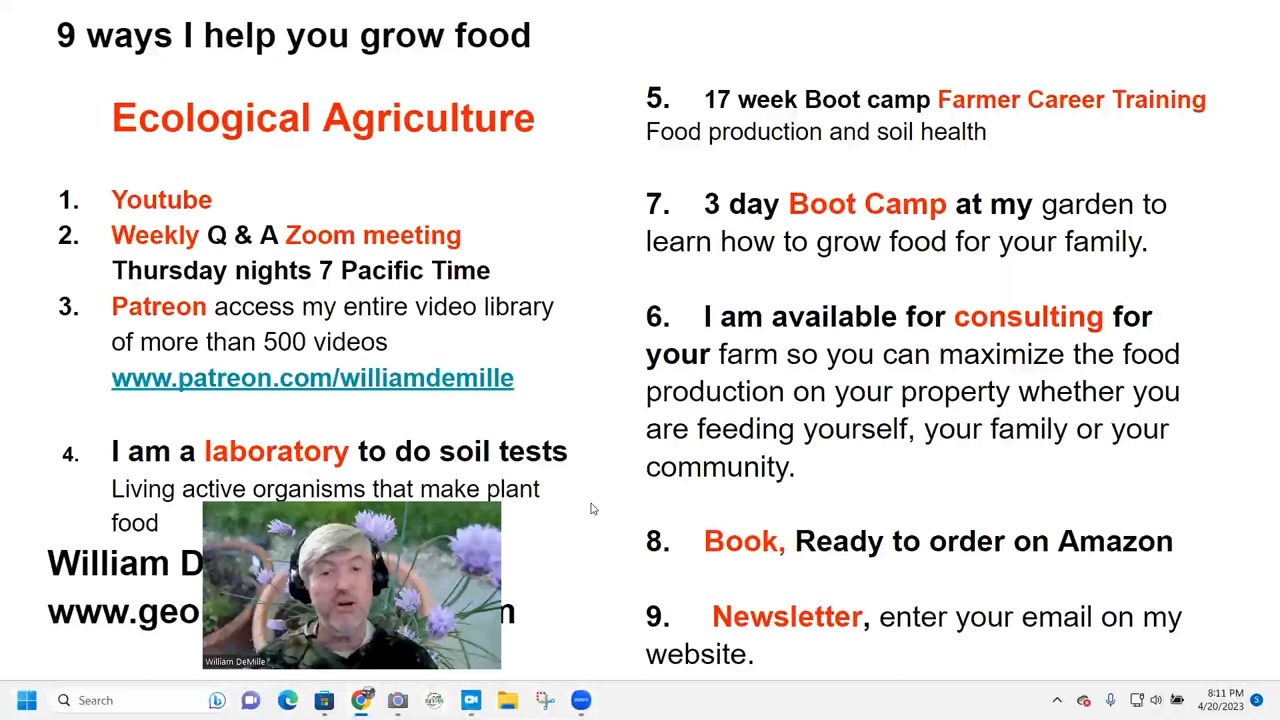 9 ways I help you grow food
Ecological Agriculture
1. Youtube
2. Weekly Q & A Zoom meeting
Thursday nights 7 Pacific Time
3. Patreon access my entire video library
of more than 500 videos
www.patreon.com/williamdemille
4. I am a laboratory to do soil tests
Living active organisms that make plant
food
William D
www.geo
5. 17 week Boot camp Farmer Career Training
Food production and soil health
7. 3 day Boot Camp at my garden to
learn how to grow food for your family.
6. I am available for consulting for
your farm so you can maximize the food
production on your property whether you
are feeding yourself, your family or your
community.
8. Book, Ready to order on Amazon
9. Newsletter, enter your email on my
website.
William DeMille
Search
8:11 PM
4/20/2023
5